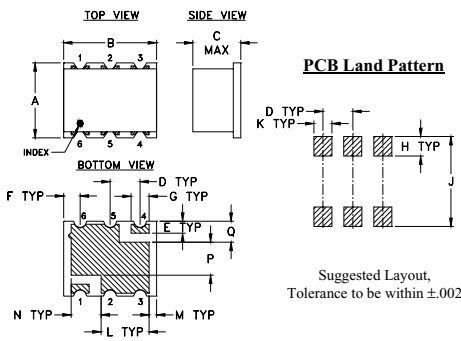 TOP VIEW
SIDE VIEW
B
C
MAX
1 2 3
A
INDEX
6 5 4
PCB Land Pattern
D TYP
K TYP
H TYP
J
BOTTOM VIEW
F TYP
D TYP
G TYP
6 5 4
E TYP
Q
P
1 2 3
N TYP
M TYP
L TYP
Suggested Layout,
Tolerance to be within ±.002